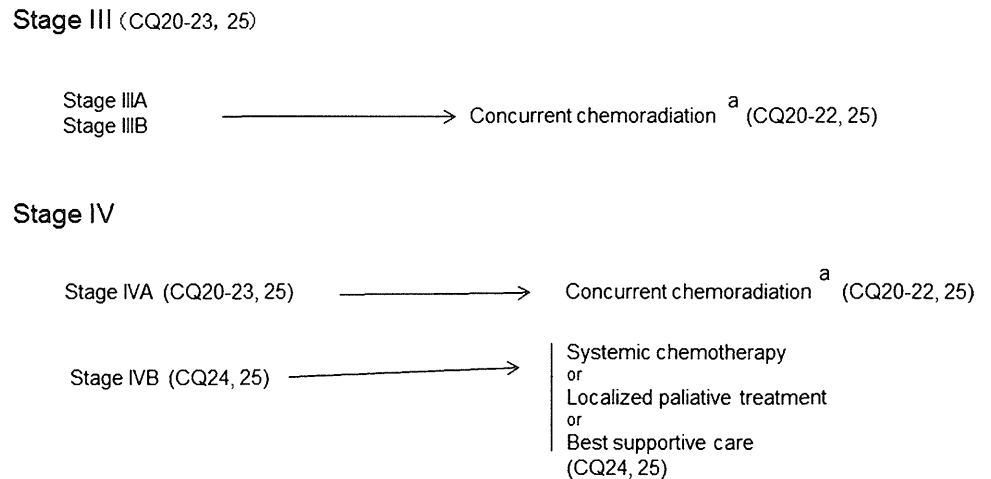 Stage III (CQ20-23, 25)
Stage IIIA
Stage IIIB
Concurrent chemoradiation a (CQ20-22, 25)
Stage IV
Stage IVA (CQ20-23, 25)
Concurrent chemoradiation a (CQ20-22, 25)
Stage IVB (CQ24, 25)
Systemic chemotherapy
or
Localized paliative treatment
or
Best supportive care
(CQ24, 25)